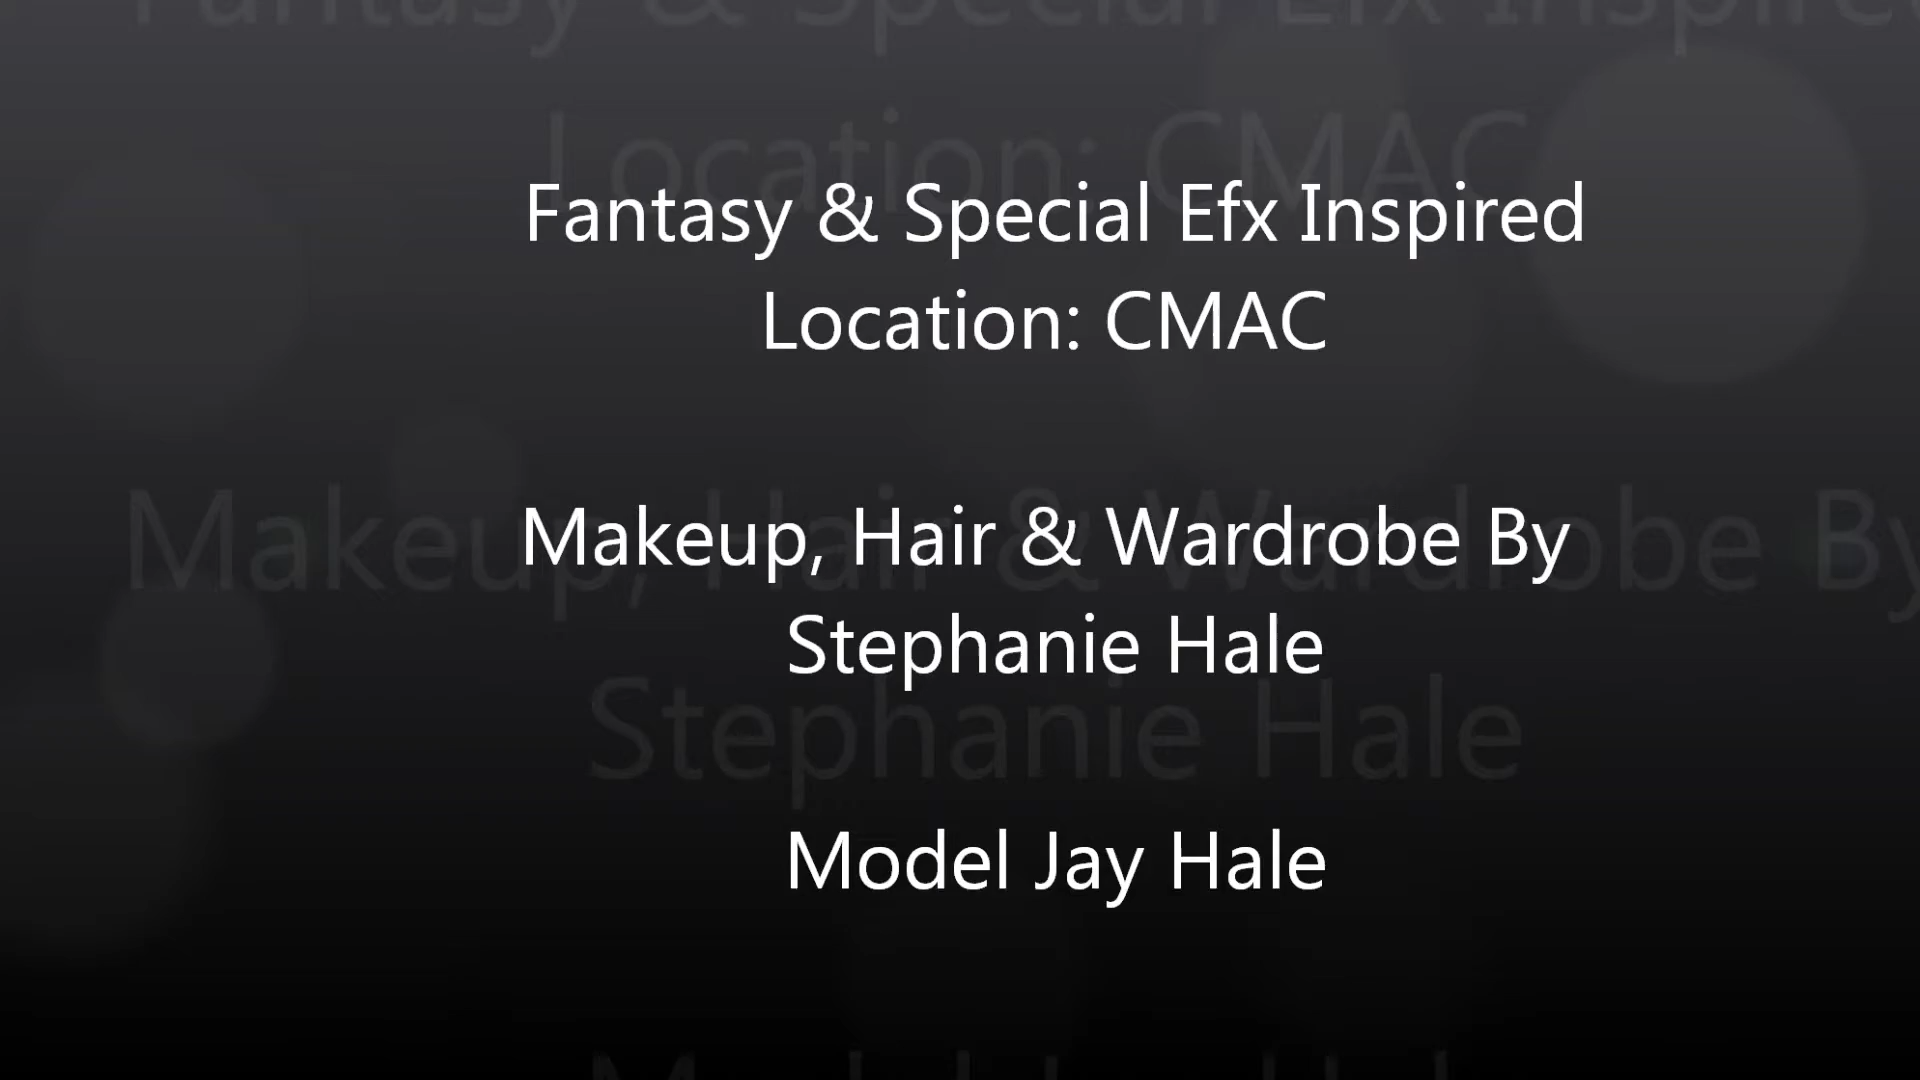 Fantasy & Special Efx Inspired
Location: CMAC
Makeup, Hair & Wardrobe By
Stephanie Hale
Model Jay Hale